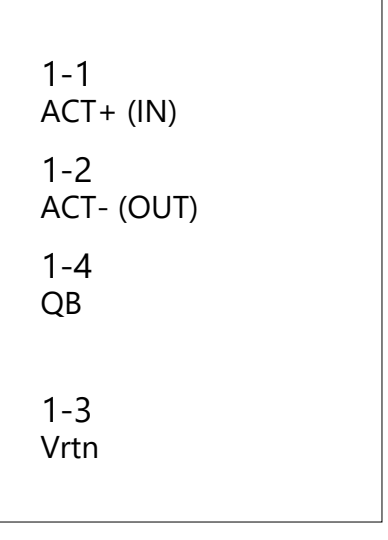 1-1
ACT+ (IN)
1-2
ACT- (OUT)
1-4
QB
1-3
Vrtn